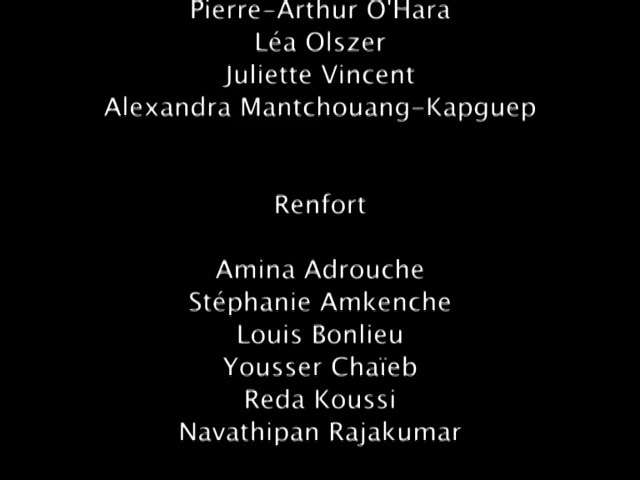 Pierre-Arthur O'Hara
Léa Olszer
Juliette Vincent
Alexandra Mantchouang-Kapguep
Renfort
Amina Adrouche
Stéphanie Amkenche
Louis Bonlieu
Yousser Chaïeb
Reda Koussi
Navathipan Rajakumar